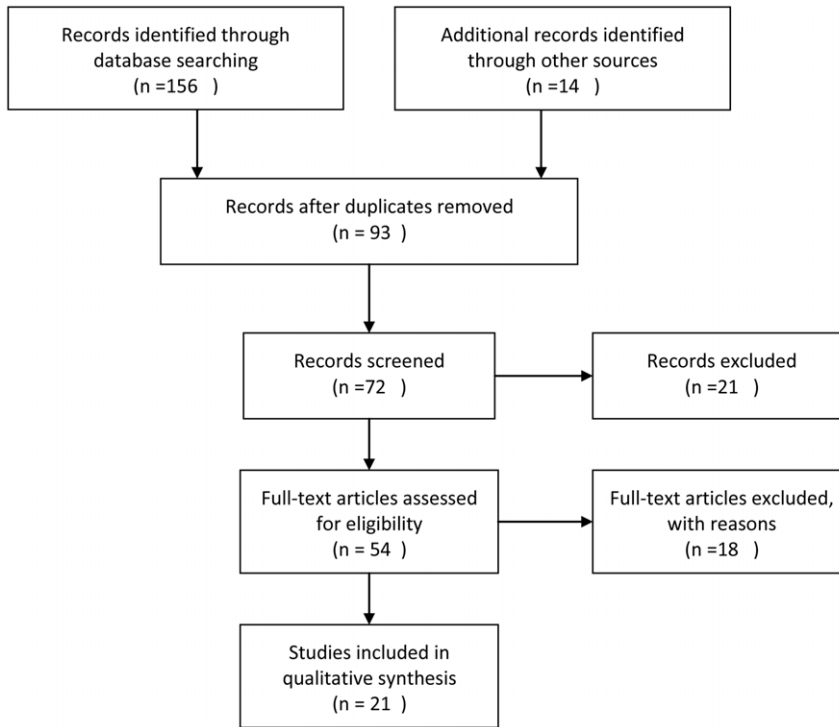 Records identified through
database searching
(n =156   )
Additional records identified
through other sources
(n =14   )
Records after duplicates removed
(n = 93   )
Records screened
(n =72   )
Records excluded
(n =21   )
Full-text articles assessed
for eligibility
(n = 54   )
Full-text articles excluded,
with reasons
(n =18   )
Studies included in
qualitative synthesis
(n = 21   )